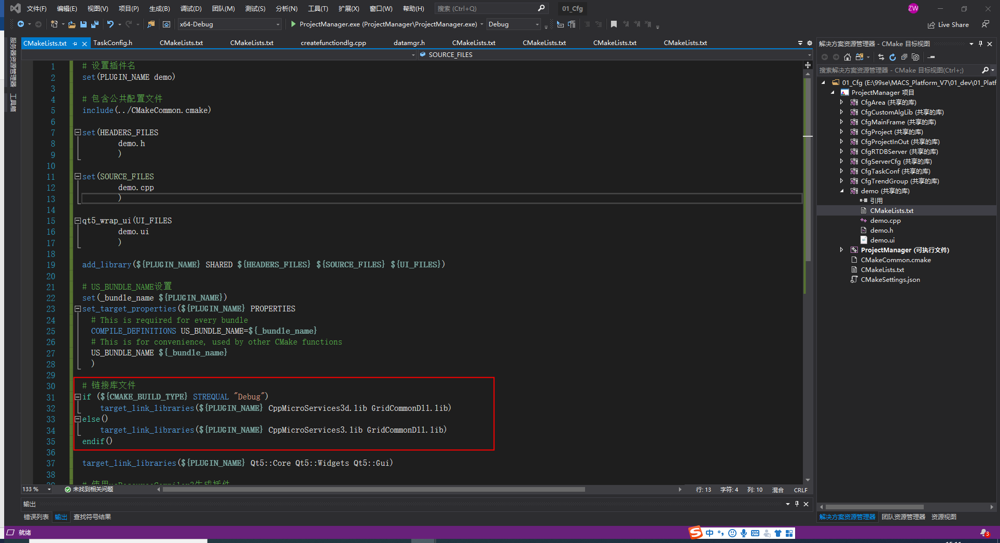 文件(F) 编辑(E) 视图(V) 项目(P) 生成(B) 调试(D) 团队(M) 测试(S) 分析(N) 工具(T) 扩展(X) 窗口(W) 帮助(H) 搜索 (Ctrl+Q) 01_Cfg ZW
x64-Debug ProjectManager.exe (ProjectManager\ProjectManager.exe) Debug Live Share
服务器资源管理器
工具箱
CMakeLists.txt TaskConfig.h CMakeLists.txt CMakeLists.txt createfunctiondlg.cpp datamgr.h CMakeLists.txt CMakeLists.txt CMakeLists.txt CMakeLists.txt
SOURCE_FILES
1 # 设置插件名
2 set(PLUGIN_NAME demo)
3
4 # 包含公共配置文件
5 include(../CMakeCommon.cmake)
6
7 set(HEADERS_FILES
8 demo.h
9 )
10
11 set(SOURCE_FILES
12 demo.cpp
13 )
14
15 qt5_wrap_ui(UI_FILES
16 demo.ui
17 )
18
19 add_library(${PLUGIN_NAME} SHARED ${HEADERS_FILES} ${SOURCE_FILES} ${UI_FILES})
20
21 # US_BUNDLE_NAME设置
22 set(_bundle_name ${PLUGIN_NAME})
23 set_target_properties(${PLUGIN_NAME} PROPERTIES
24 # This is required for every bundle
25 COMPILE_DEFINITIONS US_BUNDLE_NAME=${_bundle_name}
26 # This is for convenience, used by other CMake functions
27 US_BUNDLE_NAME ${_bundle_name}
28 )
29
30 # 链接库文件
31 if (${CMAKE_BUILD_TYPE} STREQUAL "Debug")
32 target_link_libraries(${PLUGIN_NAME} CppMicroServices3d.lib GridCommonDll.lib)
33 else()
34 target_link_libraries(${PLUGIN_NAME} CppMicroServices3.lib GridCommonDll.lib)
35 endif()
36
37 target_link_libraries(${PLUGIN_NAME} Qt5::Core Qt5::Widgets Qt5::Gui)
38
133 % 未找到相关问题 行: 13 字符: 4 列: 10 混合 CRLF
输出
错误列表 输出 查找符号结果
解决方案资源管理器 - CMake 目标视图
搜索解决方案资源管理器 - CMake 目标视图(Ctrl+;)
01_Cfg (E:\99se\MACS_Platform_V7\01_dev\01_Platf
ProjectManager 项目
CfgArea (共享的库)
CfgCustomAlgLib (共享的库)
CfgMainFrame (共享的库)
CfgProject (共享的库)
CfgProjectInOut (共享的库)
CfgRTDBServer (共享的库)
CfgServerCfg (共享的库)
CfgTaskConf (共享的库)
CfgTrendGroup (共享的库)
demo (共享的库)
引用
CMakeLists.txt
demo.cpp
demo.h
demo.ui
ProjectManager (可执行文件)
CMakeCommon.cmake
CMakeLists.txt
CMakeSettings.json
解决方案资源管理器 团队资源管理器 资源视图
就绪
S 中
3